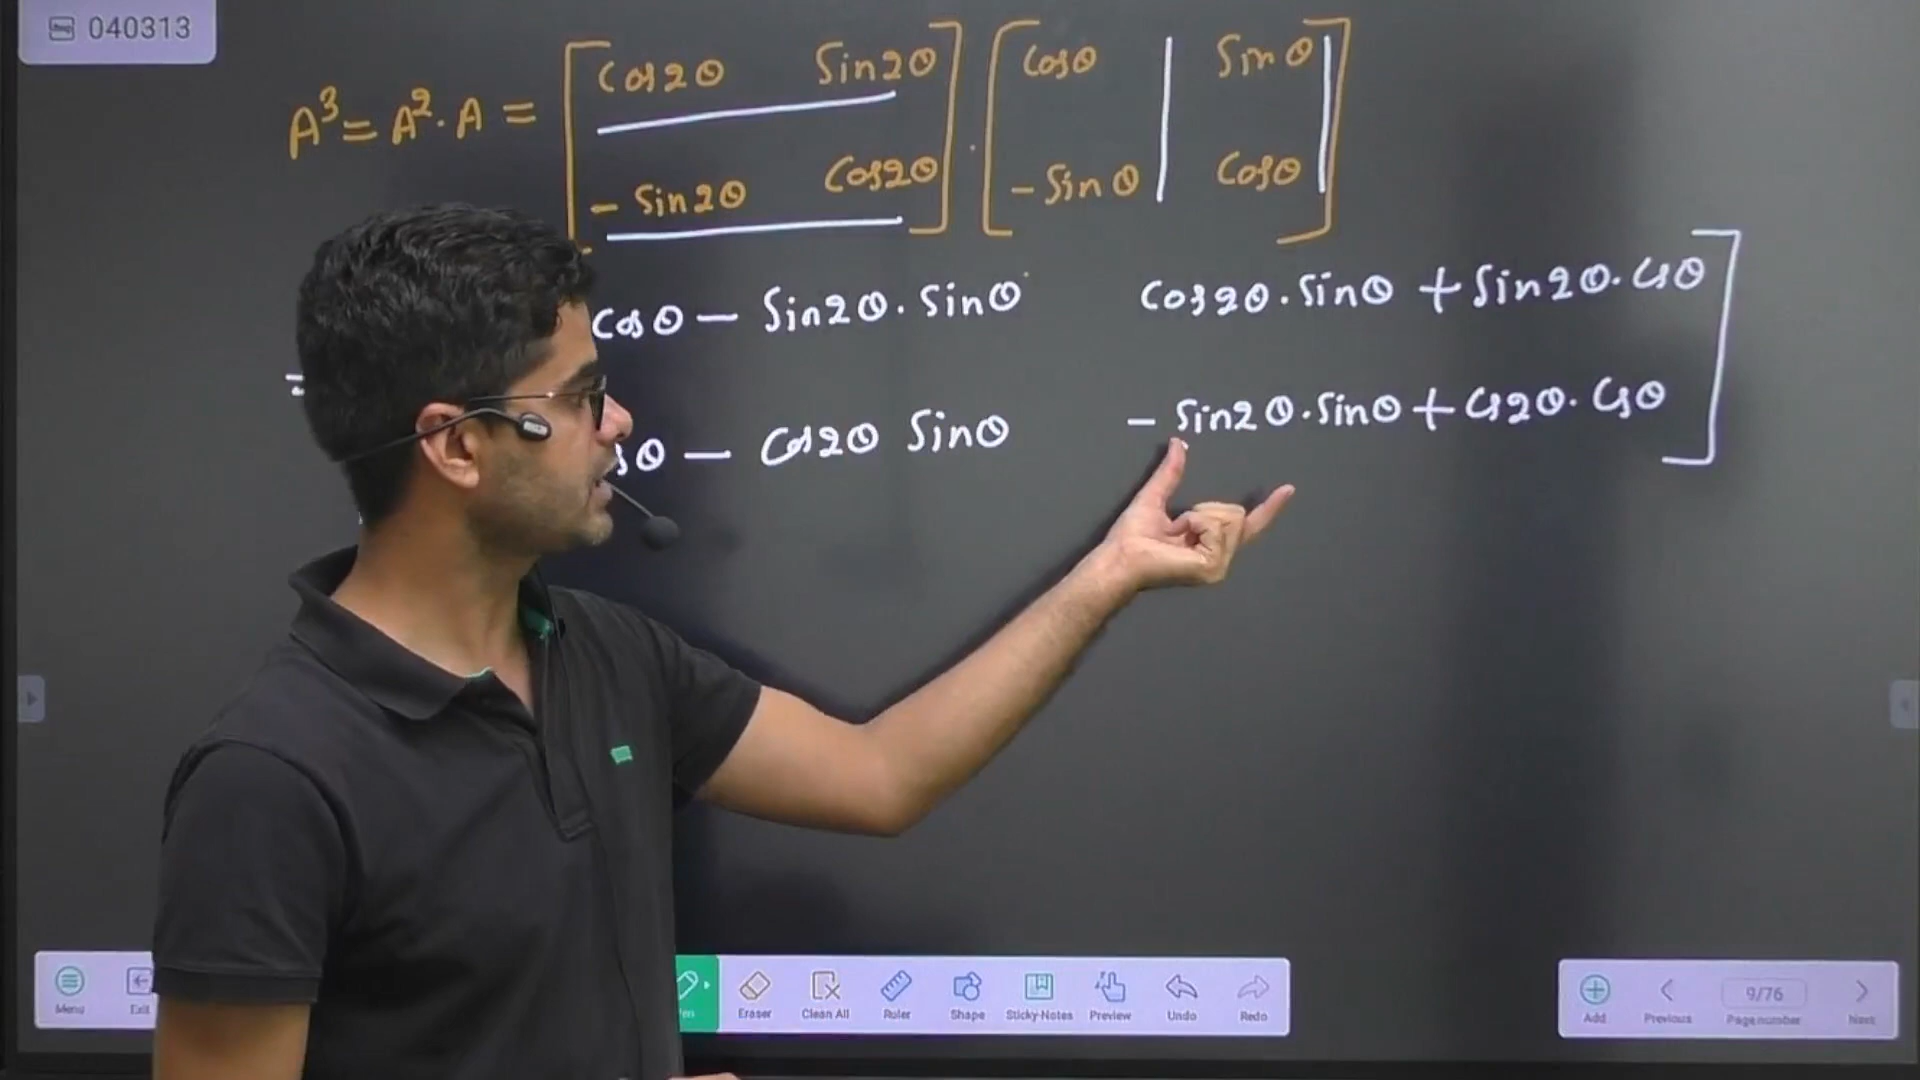 040313
A³ = A². A = [ Cos2θ Sin2θ ] . [ Cosθ Sinθ ]
- Sin2θ Cos2θ - Sinθ Cosθ
= Cosθ - Sin2θ. Sinθ Cos2θ. Sinθ + Sin2θ. Cosθ ]
sθ - Cos2θ Sinθ - Sin2θ. Sinθ + Cos2θ. Cosθ
Menu Exit Pen Eraser Clean All Ruler Shape Sticky-Notes Preview Undo Redo Add Previous 9/76 Page number Next